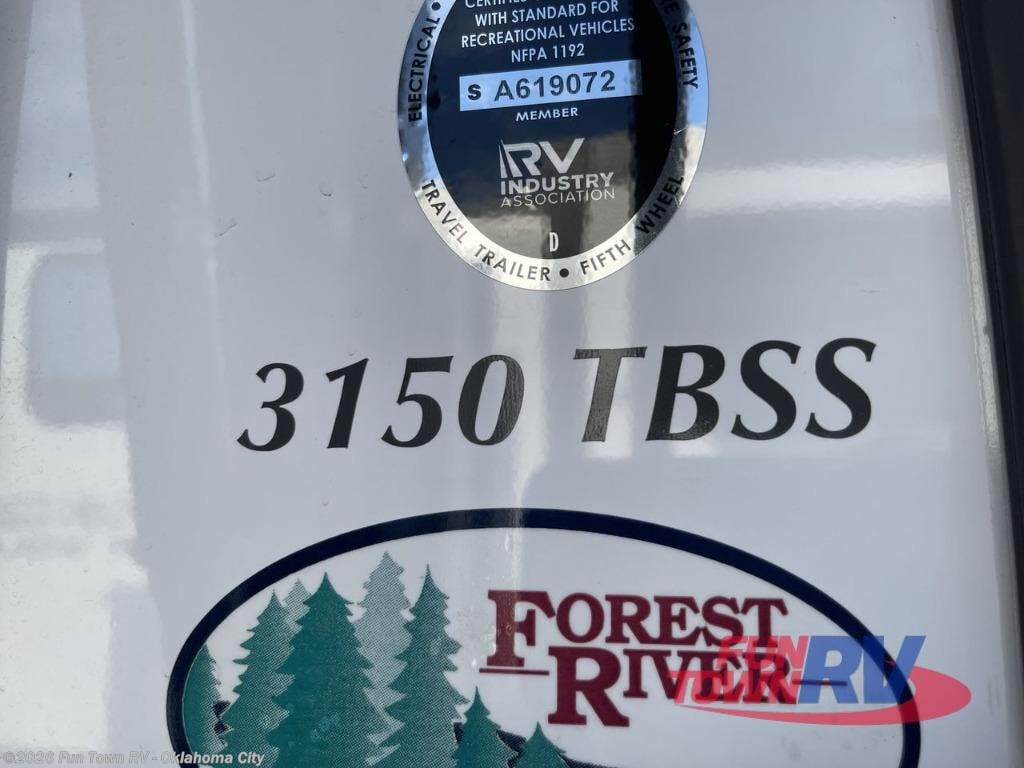 WITH STANDARD FOR
RECREATIONAL VEHICLES
NFPA 1192
S A619072
MEMBER
RV
INDUSTRY
ASSOCIATION
D
ELECTRICAL •
SAFETY
TRAVEL TRAILER • FIFTH WHEEL
3150 TBSS
FOREST
RIVER
FUN
TOWN RV
©2026 Fun Town RV - Oklahoma City